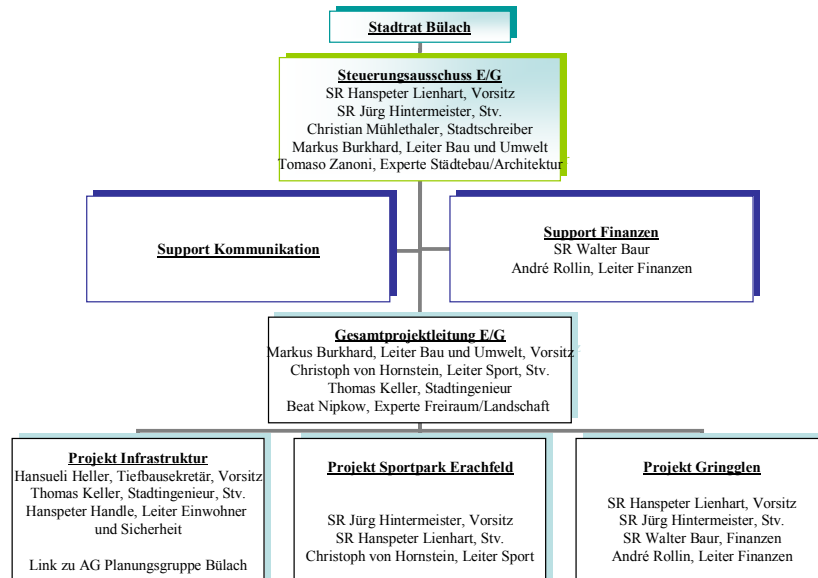 Stadtrat Bülach
Steuerungsausschuss E/G
SR Hanspeter Lienhart, Vorsitz
SR Jürg Hintermeister, Stv.
Christian Mühlethaler, Stadtschreiber
Markus Burkhard, Leiter Bau und Umwelt
Tomaso Zanoni, Experte Städtebau/Architektur
Support Kommunikation
Support Finanzen
SR Walter Baur
André Rollin, Leiter Finanzen
Gesamtprojektleitung E/G
Markus Burkhard, Leiter Bau und Umwelt, Vorsitz
Christoph von Hornstein, Leiter Sport, Stv.
Thomas Keller, Stadtingenieur
Beat Nipkow, Experte Freiraum/Landschaft
Projekt Infrastruktur
Hansueli Heller, Tiefbausekretär, Vorsitz
Thomas Keller, Stadtingenieur, Stv.
Hanspeter Handle, Leiter Einwohner
und Sicherheit
Link zu AG Planungsgruppe Bülach
Projekt Sportpark Erachfeld
SR Jürg Hintermeister, Vorsitz
SR Hanspeter Lienhart, Stv.
Christoph von Hornstein, Leiter Sport
Projekt Gringglen
SR Hanspeter Lienhart, Vorsitz
SR Jürg Hintermeister, Stv.
SR Walter Baur, Finanzen
André Rollin, Leiter Finanzen